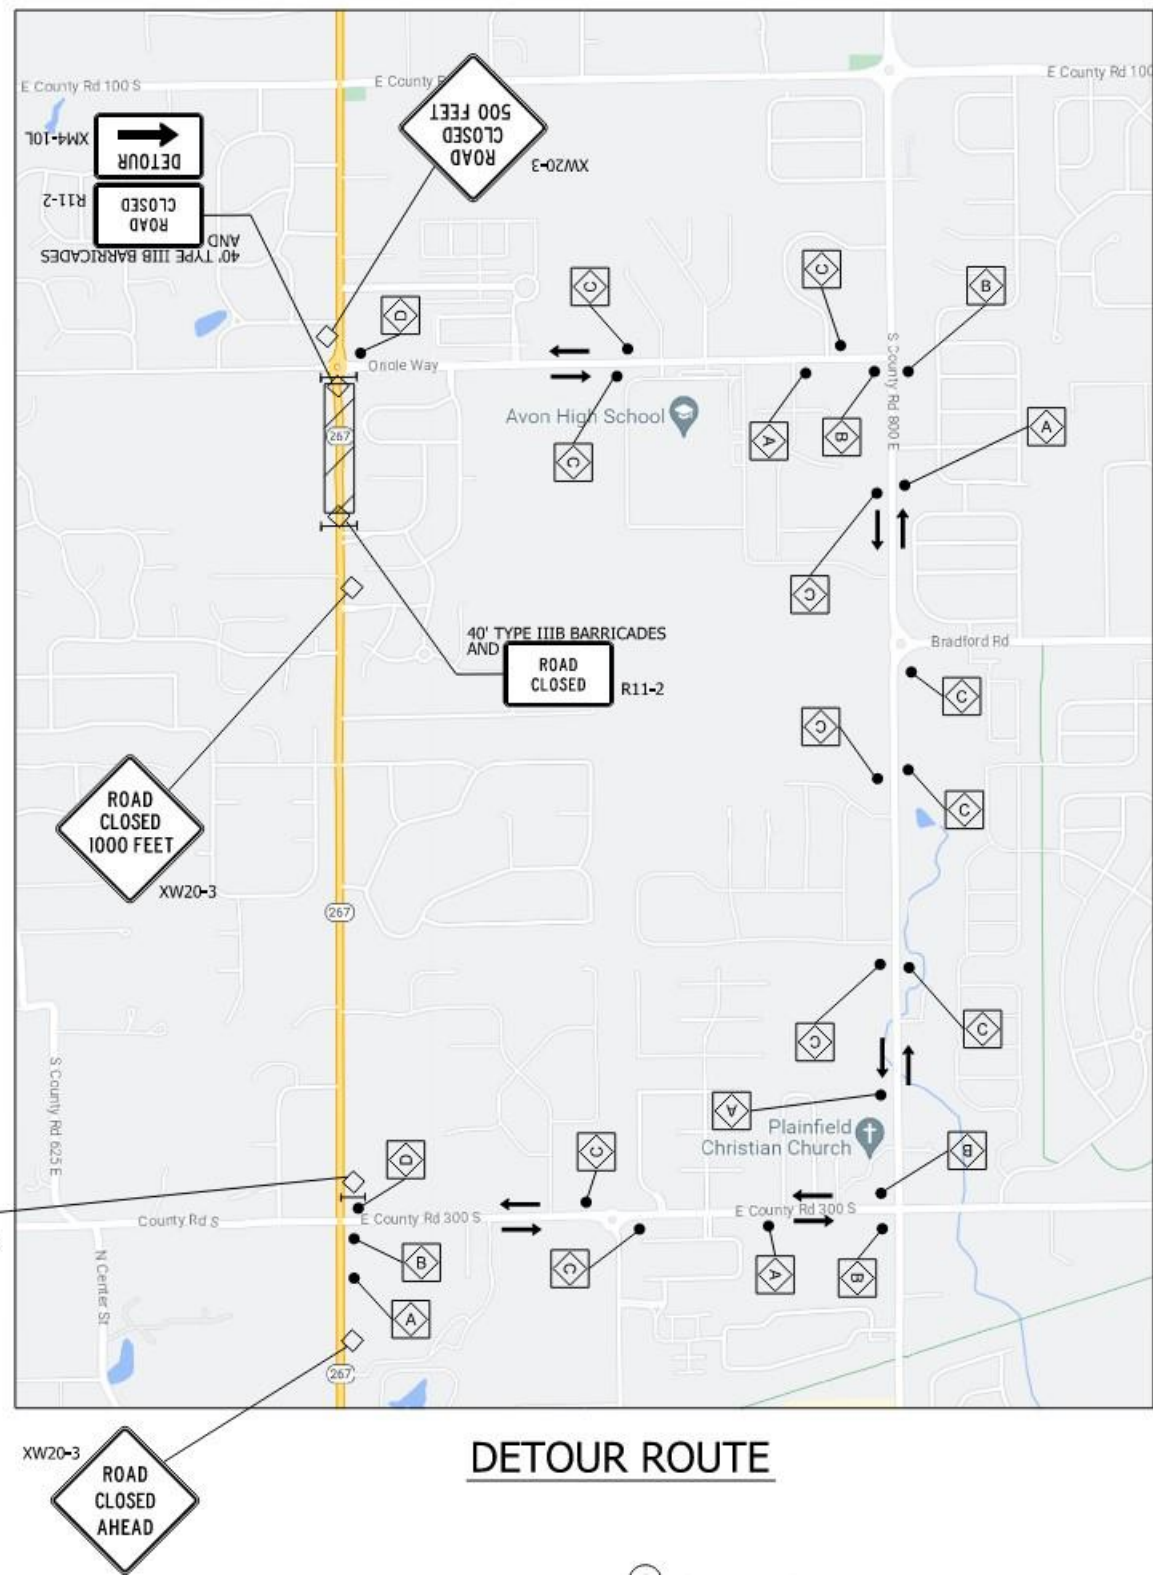 E County Rd 100 S
E County R
E County Rd 100
XM4-10L
DETOUR
R11-2
ROAD
CLOSED
40' TYPE IIIB BARRICADES
AND
ROAD
CLOSED
500 FEET
XW20-3
D
C
C
B
Oriole Way
S County Rd 800 E
Avon High School
267
C
A
B
A
C
Bradford Rd
40' TYPE IIIB BARRICADES
AND
ROAD
CLOSED
R11-2
C
C
C
ROAD
CLOSED
1000 FEET
XW20-3
267
C
C
S County Rd 625 E
A
Plainfield
Christian Church
B
D
C
County Rd S
E County Rd 300 S
E County Rd 300 S
N Center St
B
C
A
B
A
267
XW20-3
ROAD
CLOSED
AHEAD
DETOUR ROUTE